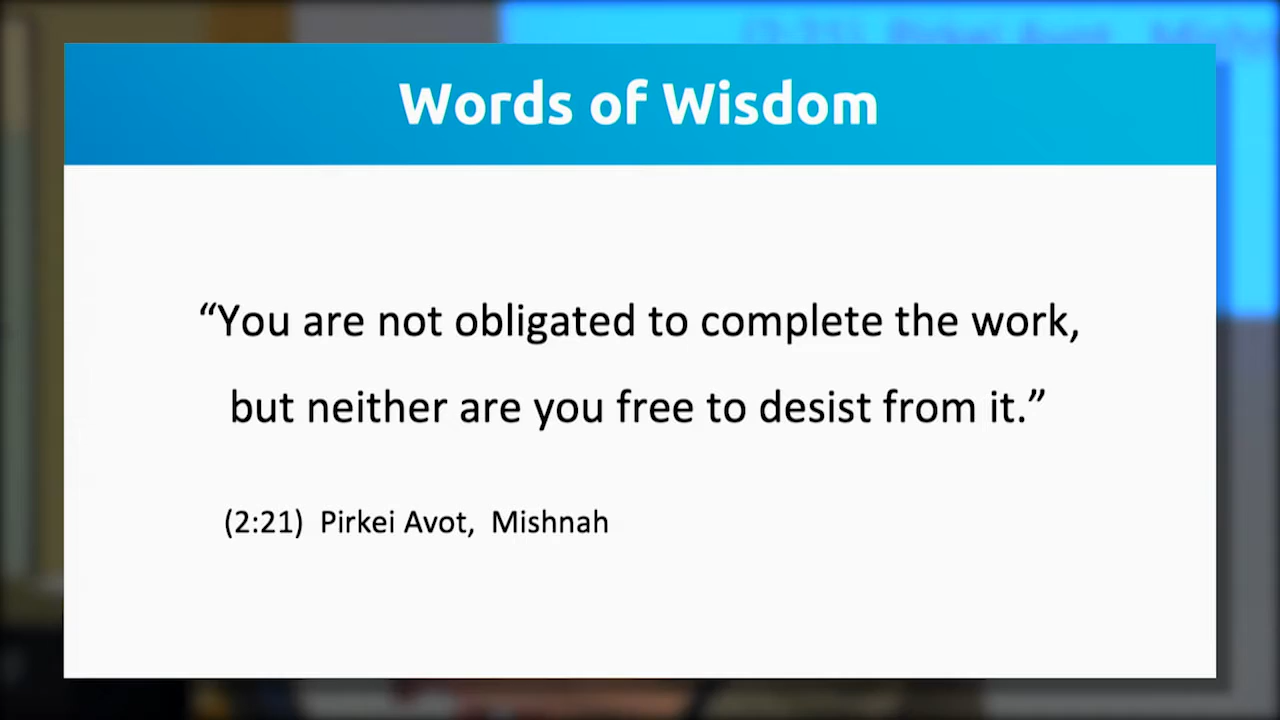 Words of Wisdom
“You are not obligated to complete the work,
but neither are you free to desist from it.”
(2:21) Pirkei Avot, Mishnah